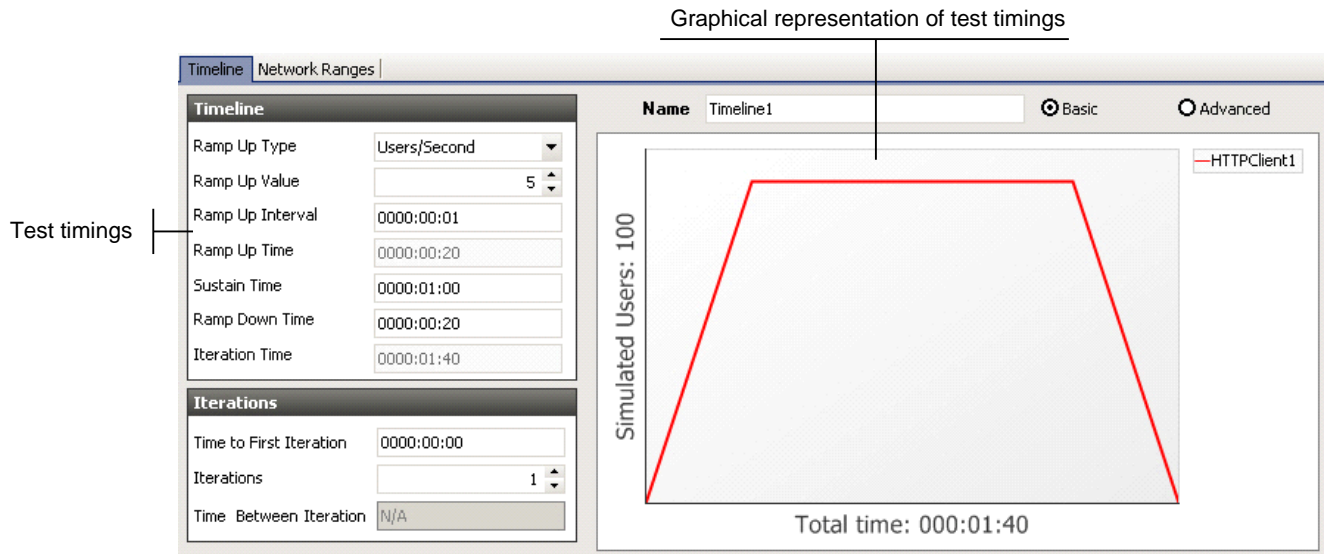 Graphical representation of test timings
Timeline Network Ranges
Timeline
Ramp Up Type Users/Second
Ramp Up Value 5
Ramp Up Interval 0000:00:01
Ramp Up Time 0000:00:20
Sustain Time 0000:01:00
Ramp Down Time 0000:00:20
Iteration Time 0000:01:40
Test timings
Iterations
Time to First Iteration 0000:00:00
Iterations 1
Time Between Iteration N/A
Name Timeline1 Basic Advanced
HTTPClient1
Simulated Users: 100
Total time: 000:01:40